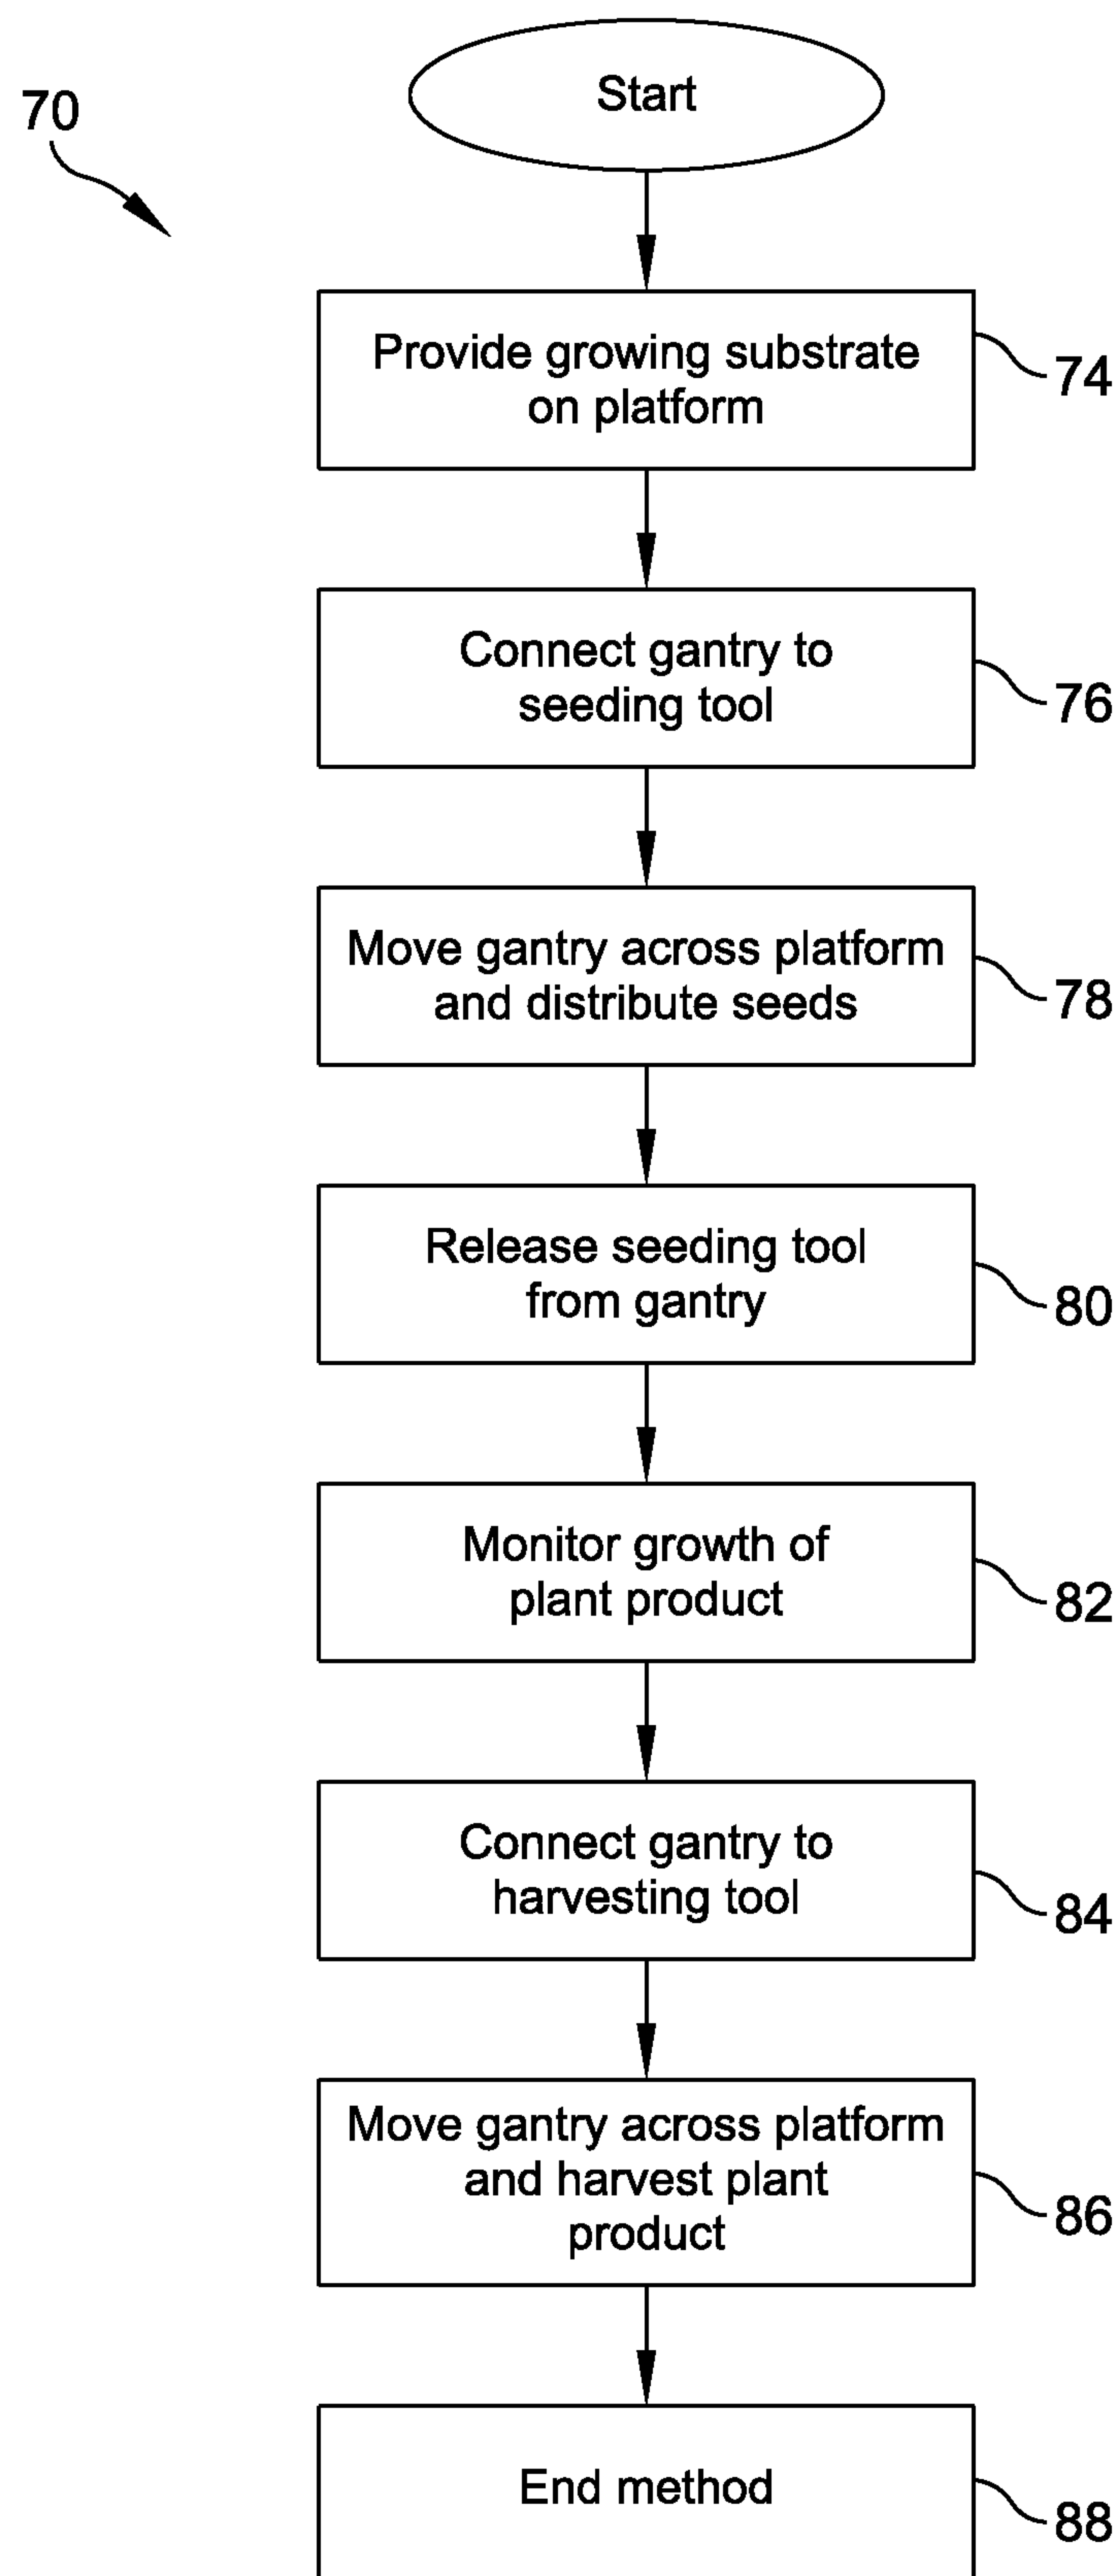 70
Start
Provide growing substrate
on platform
74
Connect gantry to
seeding tool
76
Move gantry across platform
and distribute seeds
78
Release seeding tool
from gantry
80
Monitor growth of
plant product
82
Connect gantry to
harvesting tool
84
Move gantry across platform
and harvest plant
product
86
End method
88